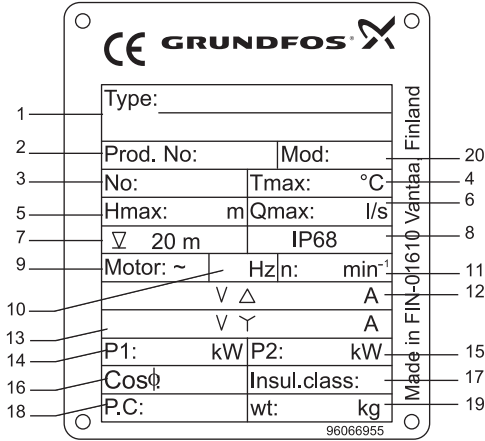 CE GRUNDFOS
1 Type:
2 Prod. No: Mod: 20
3 No: Tmax: °C 4
5 Hmax: m Qmax: l/s 6
7 ▽ 20 m IP68 8
9 Motor: ~ Hz n: min⁻¹ 11
10
V △ A 12
13 V Y A
14 P1: kW P2: kW 15
16 Cosϕ: Insul.class: 17
18 P.C: wt: kg 19
96066955
Made in FIN-01610 Vantaa, Finland